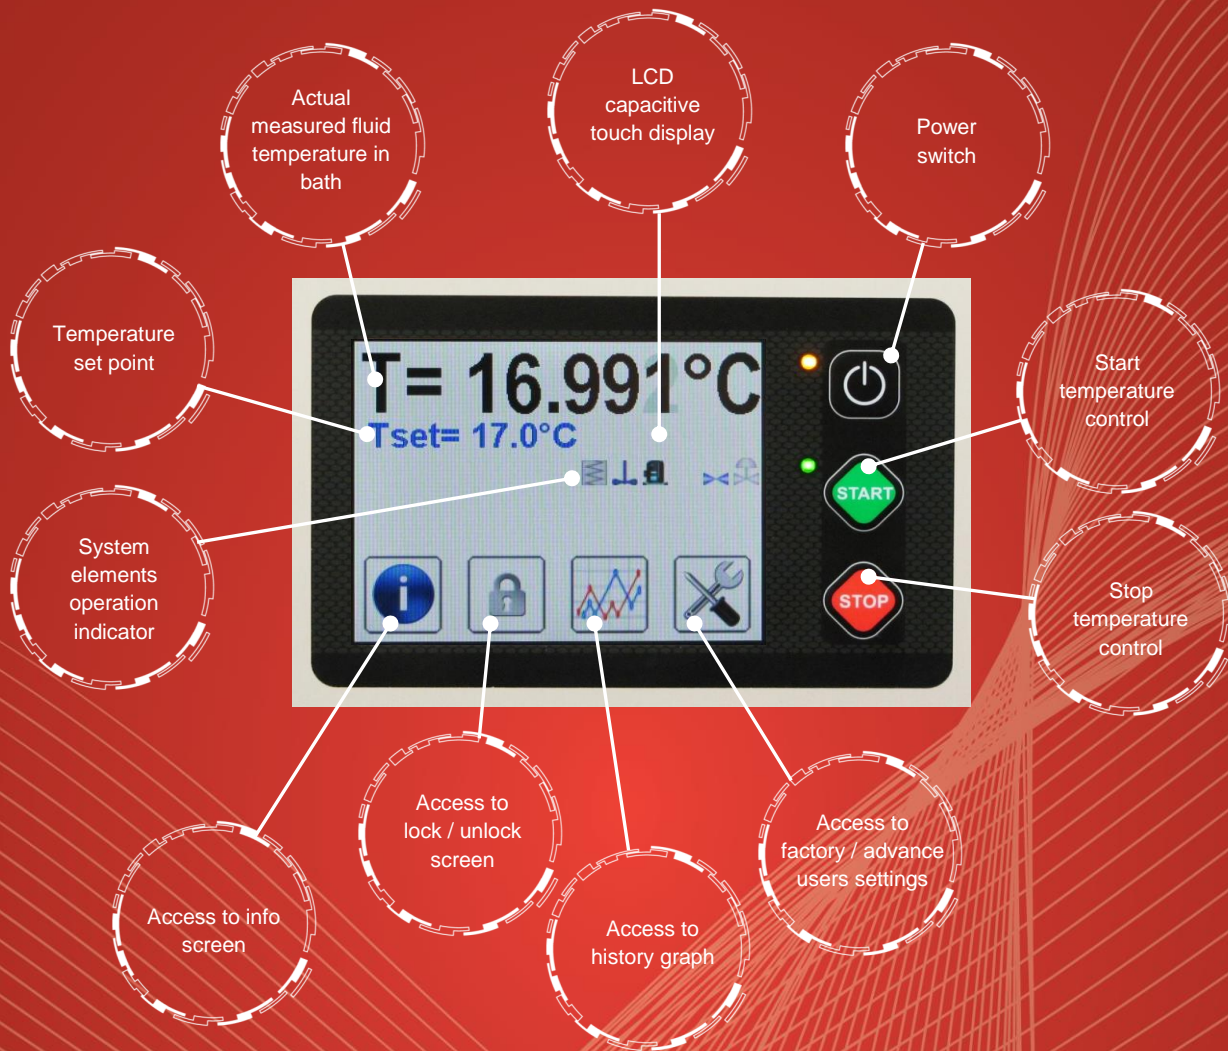 Actual
measured fluid
temperature in
bath
LCD
capacitive
touch display
Power
switch
Temperature
set point
T= 16.991°C
Tset= 17.0°C
Start
temperature
control
START
System
elements
operation
indicator
STOP
Stop
temperature
control
Access to
lock / unlock
screen
Access to
factory / advance
users settings
Access to info
screen
Access to
history graph